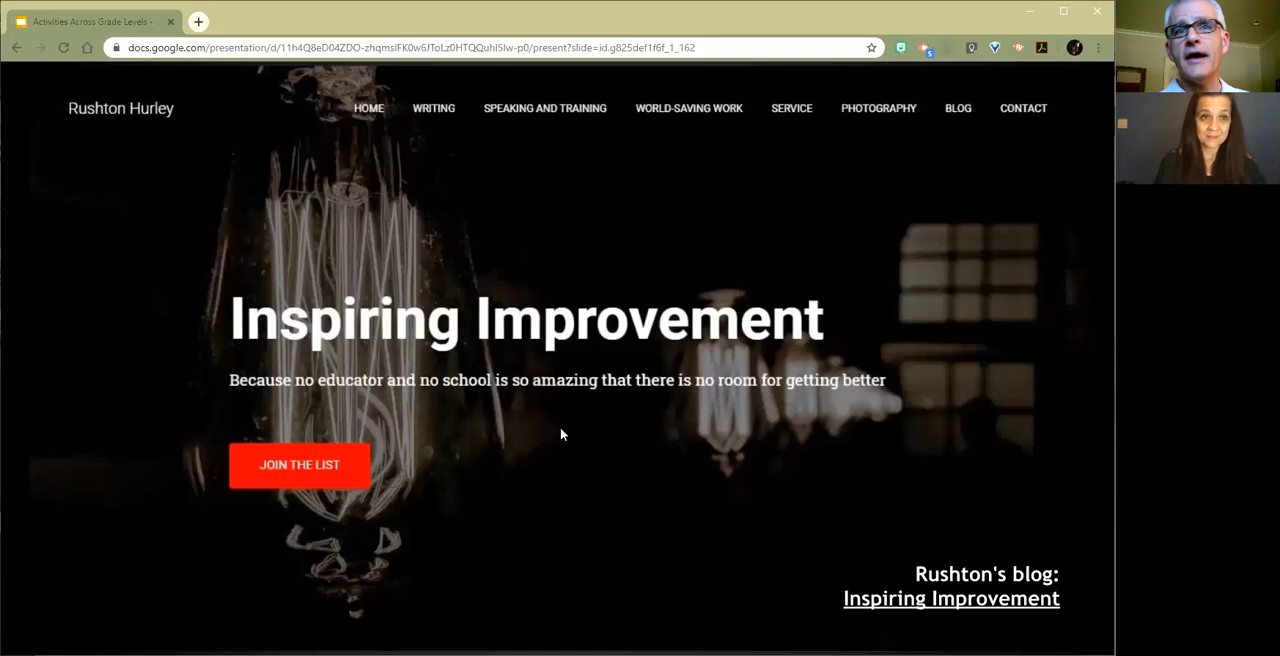 Activities Across Grade Levels -
docs.google.com/presentation/d/11h4Q8eD04ZDO-zhqmsiFK0w6JToLz0HTQQuhI5Iw-p0/present?slide=id.g825def1f6f_1_162
Rushton Hurley
HOME WRITING SPEAKING AND TRAINING WORLD-SAVING WORK SERVICE PHOTOGRAPHY BLOG CONTACT
Inspiring Improvement
Because no educator and no school is so amazing that there is no room for getting better
JOIN THE LIST
Rushton's blog:
Inspiring Improvement